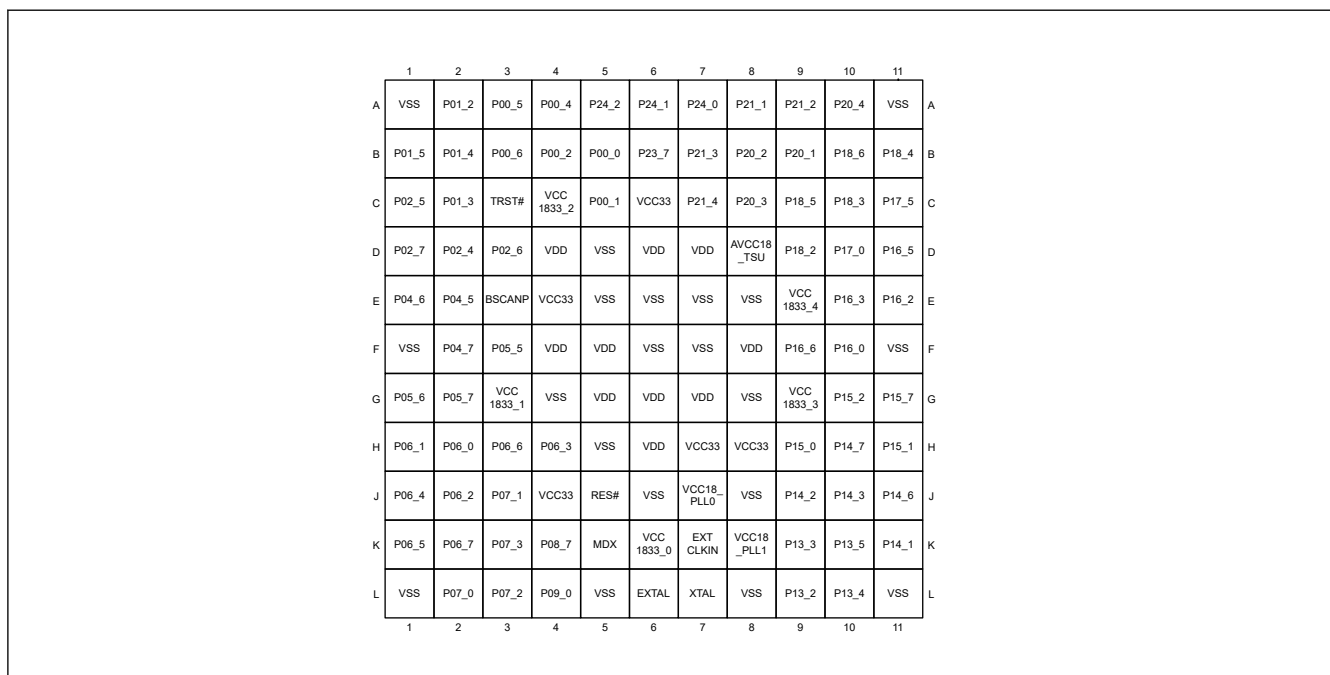 1 2 3 4 5 6 7 8 9 10 11
A VSS P01_2 P00_5 P00_4 P24_2 P24_1 P24_0 P21_1 P21_2 P20_4 VSS A
B P01_5 P01_4 P00_6 P00_2 P00_0 P23_7 P21_3 P20_2 P20_1 P18_6 P18_4 B
C P02_5 P01_3 TRST# VCC 1833_2 P00_1 VCC33 P21_4 P20_3 P18_5 P18_3 P17_5 C
D P02_7 P02_4 P02_6 VDD VSS VDD VDD AVCC18 _TSU P18_2 P17_0 P16_5 D
E P04_6 P04_5 BSCANP VCC33 VSS VSS VSS VSS VCC 1833_4 P16_3 P16_2 E
F VSS P04_7 P05_5 VDD VDD VSS VSS VDD P16_6 P16_0 VSS F
G P05_6 P05_7 VCC 1833_1 VSS VDD VDD VDD VSS VCC 1833_3 P15_2 P15_7 G
H P06_1 P06_0 P06_6 P06_3 VSS VDD VCC33 VCC33 P15_0 P14_7 P15_1 H
J P06_4 P06_2 P07_1 VCC33 RES# VSS VCC18_ PLL0 VSS P14_2 P14_3 P14_6 J
K P06_5 P06_7 P07_3 P08_7 MDX VCC 1833_0 EXT CLKIN VCC18 _PLL1 P13_3 P13_5 P14_1 K
L VSS P07_0 P07_2 P09_0 VSS EXTAL XTAL VSS P13_2 P13_4 VSS L
1 2 3 4 5 6 7 8 9 10 11